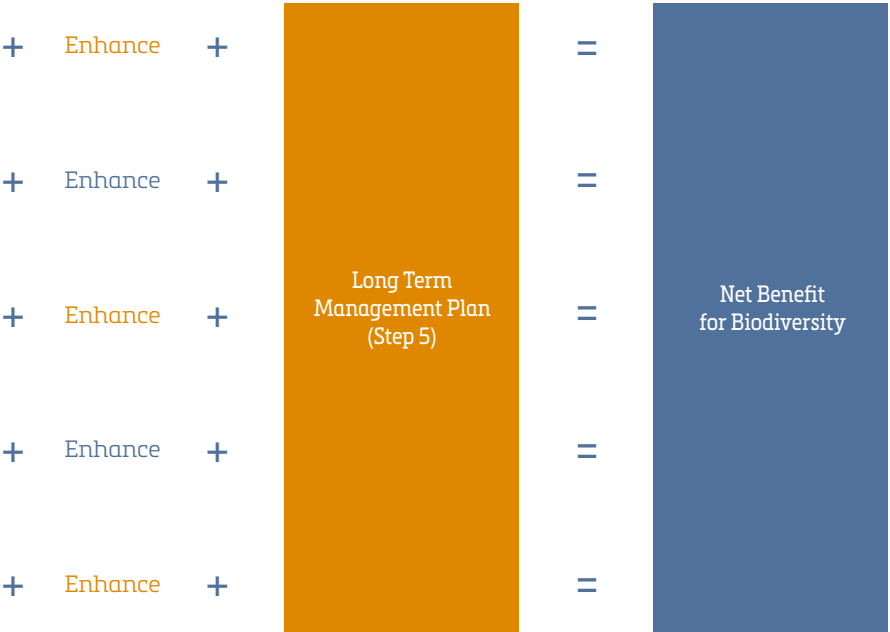 + Enhance + =
+ Enhance + =
Long Term
Management Plan
(Step 5)
+ Enhance + =
Net Benefit
for Biodiversity
+ Enhance + =
+ Enhance + =